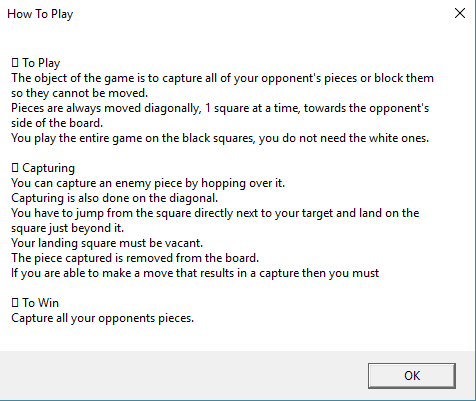 How To Play
▯ To Play
The object of the game is to capture all of your opponent's pieces or block them
so they cannot be moved.
Pieces are always moved diagonally, 1 square at a time, towards the opponent's
side of the board.
You play the entire game on the black squares, you do not need the white ones.
▯ Capturing
You can capture an enemy piece by hopping over it.
Capturing is also done on the diagonal.
You have to jump from the square directly next to your target and land on the
square just beyond it.
Your landing square must be vacant.
The piece captured is removed from the board.
If you are able to make a move that results in a capture then you must
▯ To Win
Capture all your opponents pieces.
OK